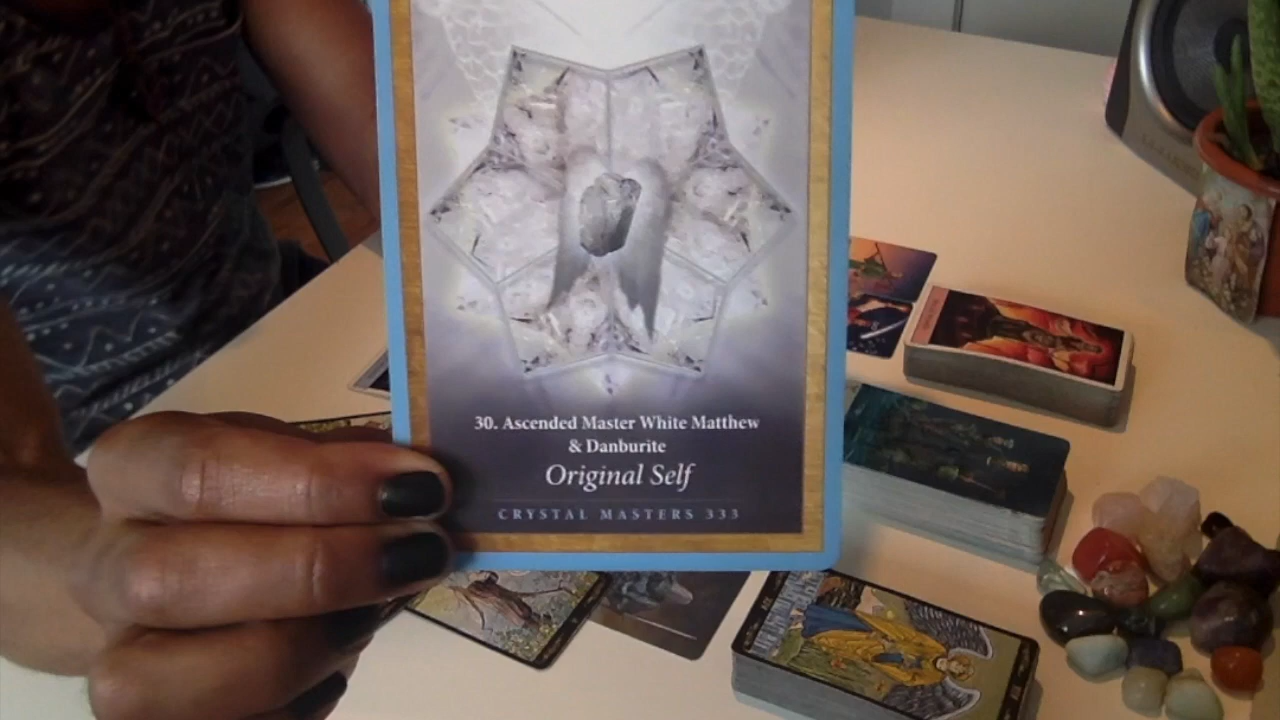 30. Ascended Master White Matthew
& Danburite
Original Self
CRYSTAL MASTERS 333